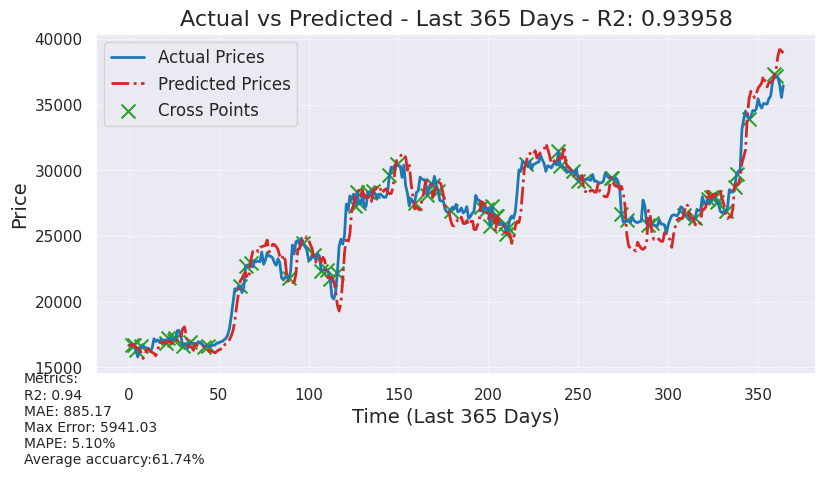 Actual vs Predicted - Last 365 Days - R2: 0.93958
40000
35000
30000
25000
20000
15000
Price
Actual Prices
Predicted Prices
Cross Points
0 50 100 150 200 250 300 350
Time (Last 365 Days)
Metrics:
R2: 0.94
MAE: 885.17
Max Error: 5941.03
MAPE: 5.10%
Average accuarcy:61.74%